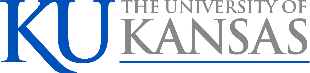 KU THE UNIVERSITY OF
KANSAS